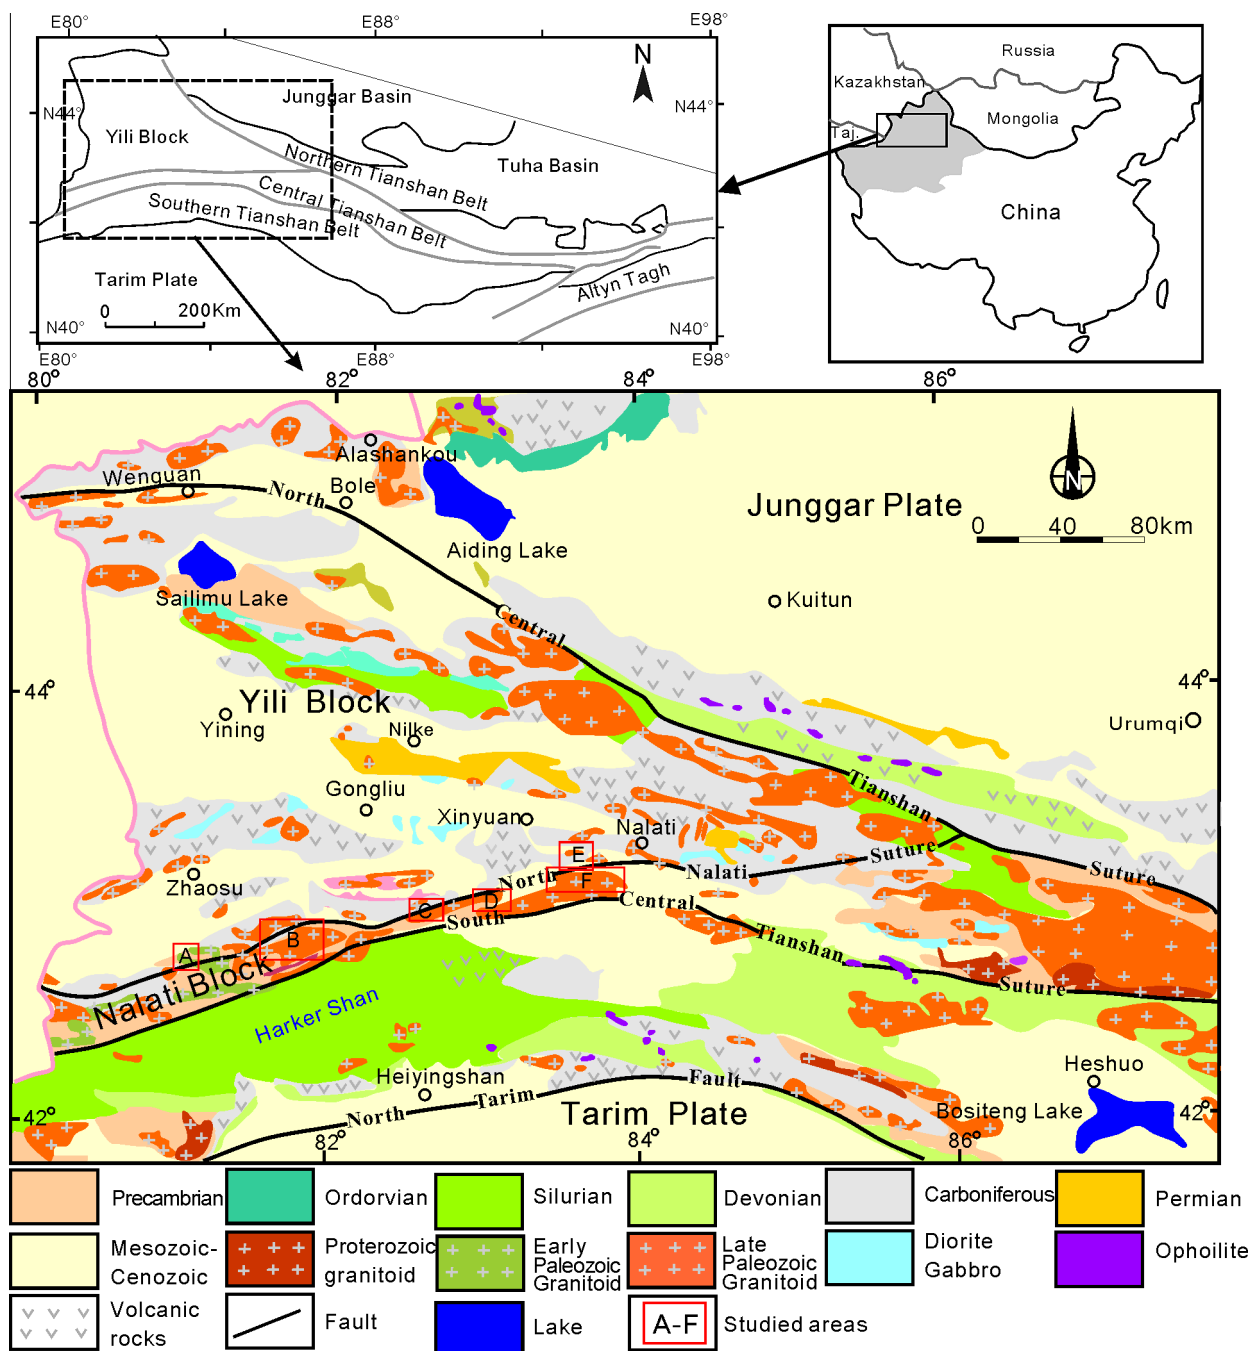 E80°
E88°
E98°
N
Junggar Basin
N44°
N44°
Yili Block
Northern Tianshan Belt
Tuha Basin
Central Tianshan Belt
Southern Tianshan Belt
Tarim Plate
Altyn Tagh
0 200Km
N40°
N40°
E80°
E88°
E98°
Russia
Kazakhstan
Mongolia
Taj.
China
80°
82°
84°
86°
Alashankou
Wenquan
Bole
North
Junggar Plate
N
0 40 80km
Aiding Lake
Sailimu Lake
Kuitun
Central
44°
44°
Yili Block
Yining
Nilke
Urumqi
Gongliu
Tianshan
Xinyuan
Nalati
Suture
E
Zhaosu
North
Nalati
Suture
F
C
D
South
Central
B
A
Tianshan
Nalati Block
Suture
Harker Shan
Heshuo
Heiyingshan
Fault
Tarim
North
Tarim Plate
Bositeng Lake
42°
42°
82°
84°
86°
Precambrian
Ordorvian
Silurian
Devonian
Carboniferous
Permian
Mesozoic-
Cenozoic
Proterozoic
granitoid
Early
Paleozoic
Granitoid
Late
Paleozoic
Granitoid
Diorite
Gabbro
Ophoilite
Volcanic
rocks
Fault
Lake
A-F
Studied areas